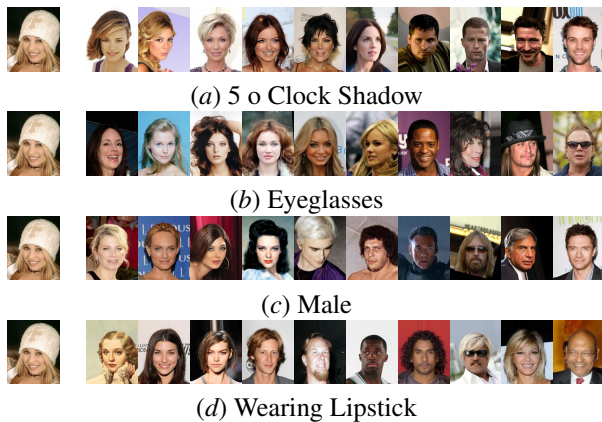 (a) 5 o Clock Shadow
(b) Eyeglasses
(c) Male
(d) Wearing Lipstick